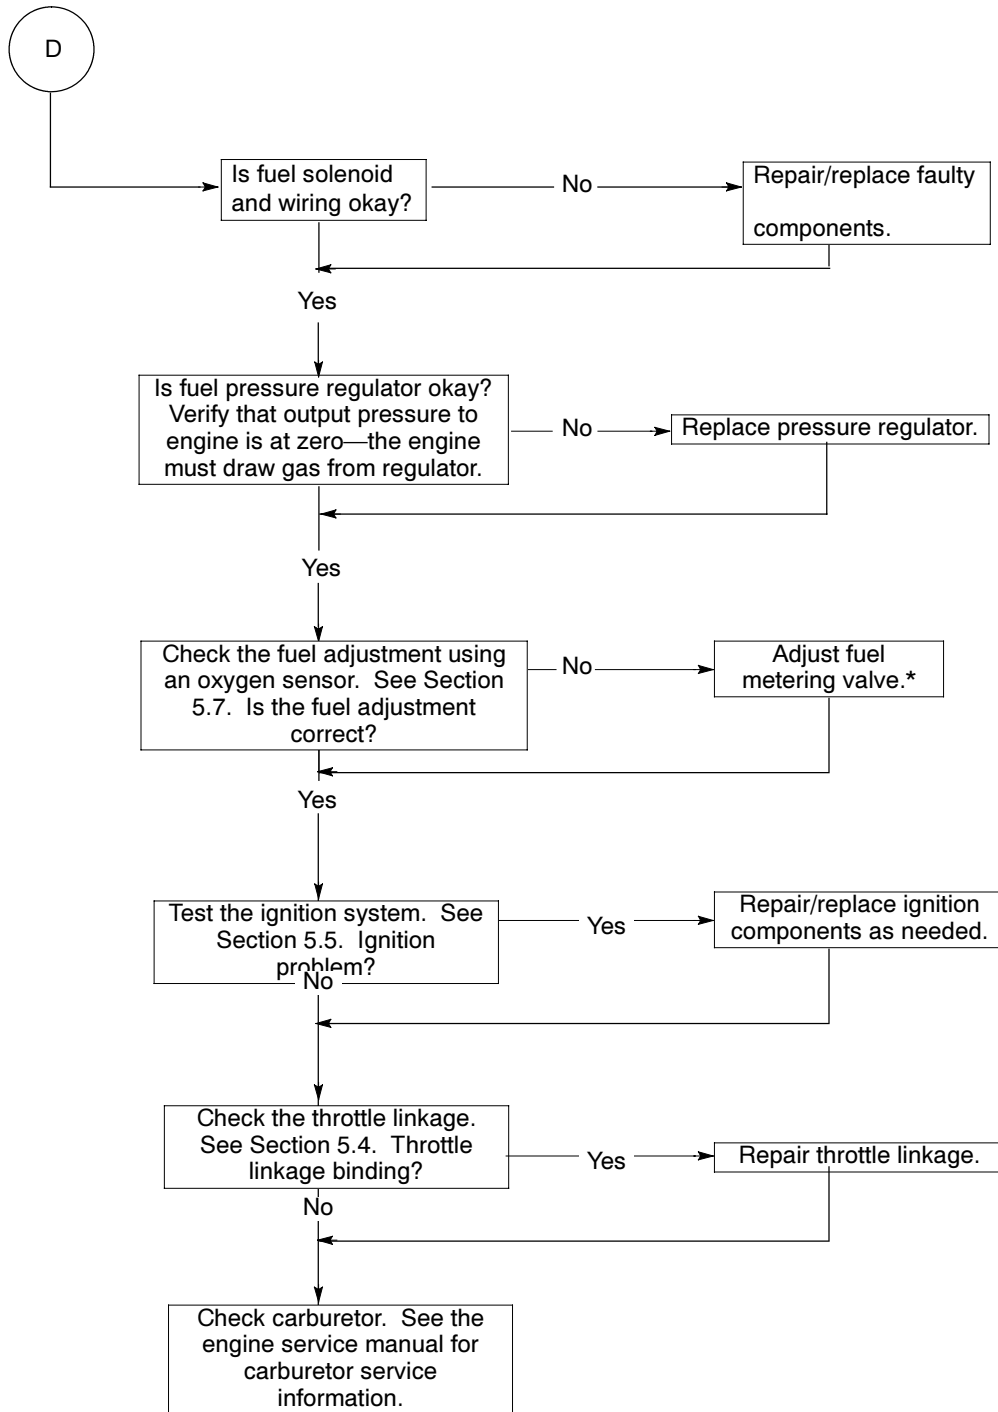 D
Is fuel solenoid
and wiring okay?
No
Repair/replace faulty
components.
Yes
Is fuel pressure regulator okay?
Verify that output pressure to
engine is at zero—the engine
must draw gas from regulator.
No
Replace pressure regulator.
Yes
Check the fuel adjustment using
an oxygen sensor. See Section
5.7. Is the fuel adjustment
correct?
No
Adjust fuel
metering valve.*
Yes
Test the ignition system. See
Section 5.5. Ignition
problem?
Yes
Repair/replace ignition
components as needed.
No
Check the throttle linkage.
See Section 5.4. Throttle
linkage binding?
Yes
Repair throttle linkage.
No
Check carburetor. See the
engine service manual for
carburetor service
information.